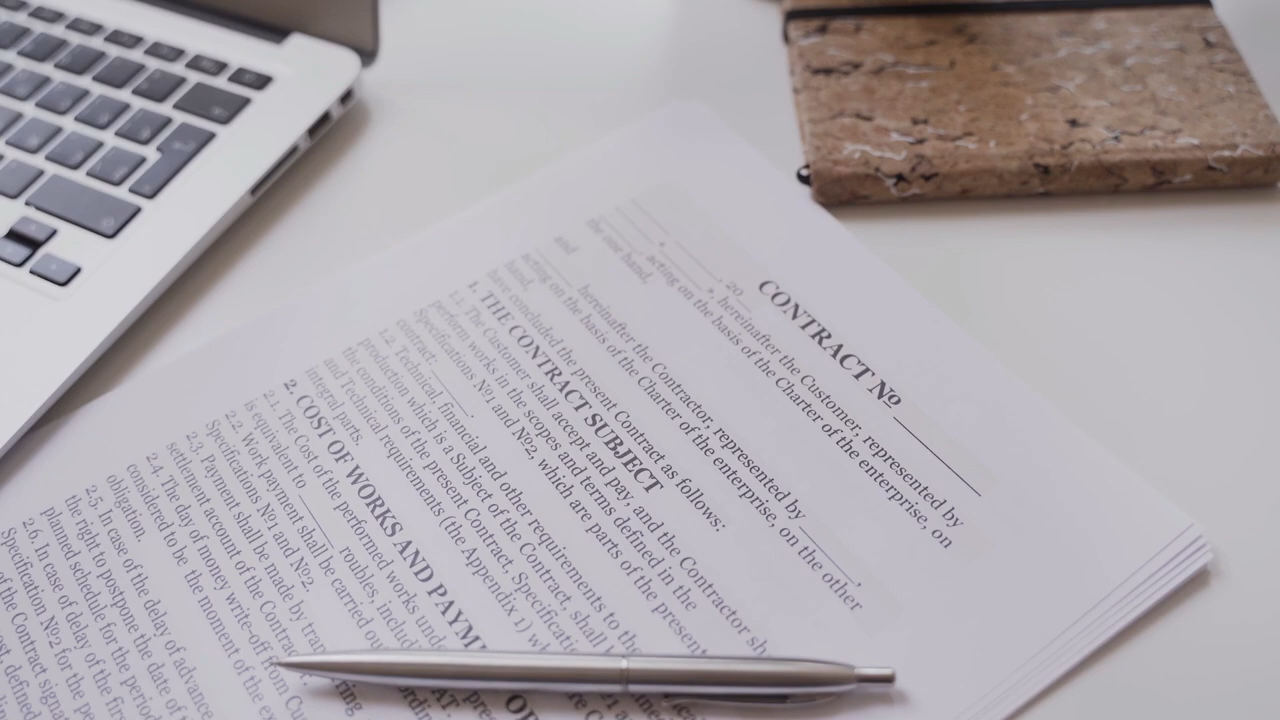 CONTRACT №
, 20
, hereinafter the Customer, represented by
, acting on the basis of the Charter of the enterprise, on
the one hand,
and
hereinafter the Contractor, represented by
acting on the basis of the Charter of the enterprise, on the other
hand,
have concluded the present Contract as follows:
1. THE CONTRACT SUBJECT
1.1. The Customer shall accept and pay, and the Contractor sh
perform works in the scopes and terms defined in the
Specifications №1 and №2, which are parts of the present
contract:
1.2. Technical, financial and other requirements to the
production which is a Subject of the Contract, shall
the conditions of the present Contract, Specificatio
and Technical requirements (the Appendix 1) wh
integral parts.
2. COST OF WORKS AND PAYM
2.1. The Cost of the performed works und
is equivalent to roubles, includ
2.2. Work payment shall be carried ou
Specifications №1 and №2.
2.3. Payment shall be made by tran
settlement account of the Contrac
2.4. The day of money write-off from Cu
considered to be the moment of the ex
obligation.
2.5. In case of the delay of advance
the right to postpone the date
planned schedule for the period
2.6. In case of delay of the firs
Specification №2 for the pe
of the Contract signat
cost defined